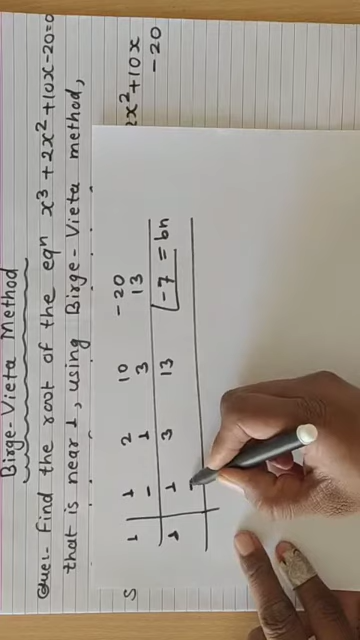 Birge-Vieta Method
Que:- Find the root of the eqn x³+2x²+10x-20=0
that is near 1, using Birge-Vieta method,
2x²+10x
-20
S
1 1 2 10 -20
- 1 3 13
1 1 3 13 -7 = bn
-